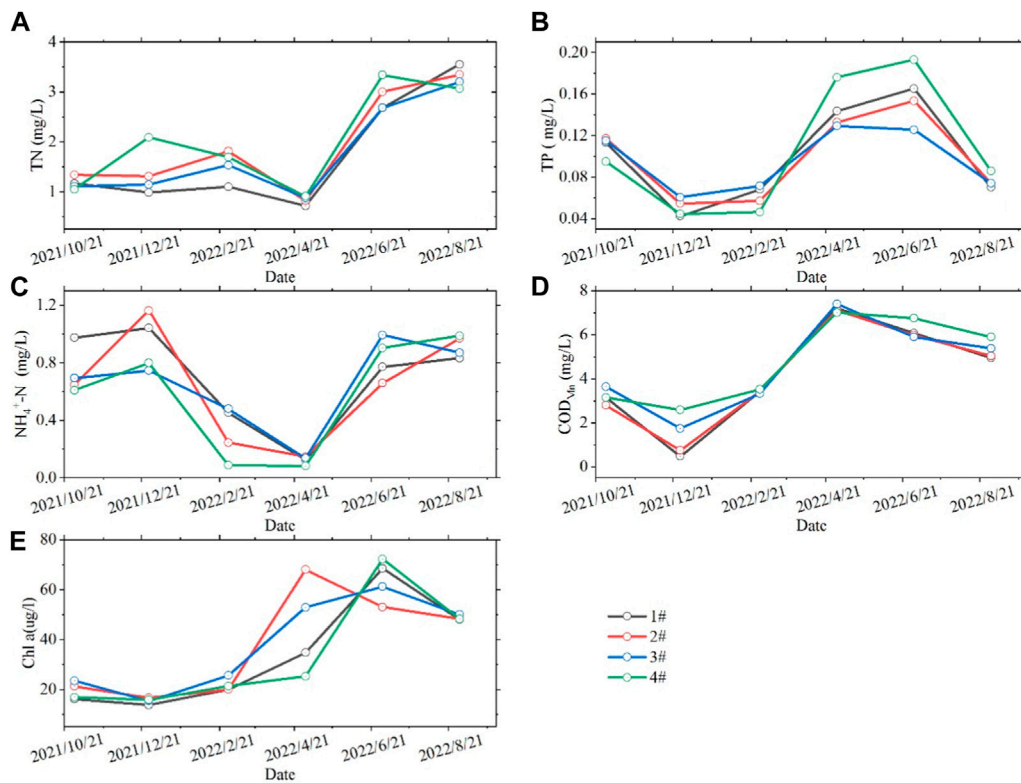 A
TN (mg/L)
4
3
2
1
2021/10/21 2021/12/21 2022/2/21 2022/4/21 2022/6/21 2022/8/21
Date
B
TP ( mg/L)
0.20
0.16
0.12
0.08
0.04
2021/10/21 2021/12/21 2022/2/21 2022/4/21 2022/6/21 2022/8/21
Date
C
NH₄⁺-N (mg/L)
1.2
0.8
0.4
0.0
2021/10/21 2021/12/21 2022/2/21 2022/4/21 2022/6/21 2022/8/21
Date
D
COD_Mn (mg/L)
8
6
4
2
0
2021/10/21 2021/12/21 2022/2/21 2022/4/21 2022/6/21 2022/8/21
Date
E
Chl a(ug/l)
80
60
40
20
2021/10/21 2021/12/21 2022/2/21 2022/4/21 2022/6/21 2022/8/21
Date
1#
2#
3#
4#